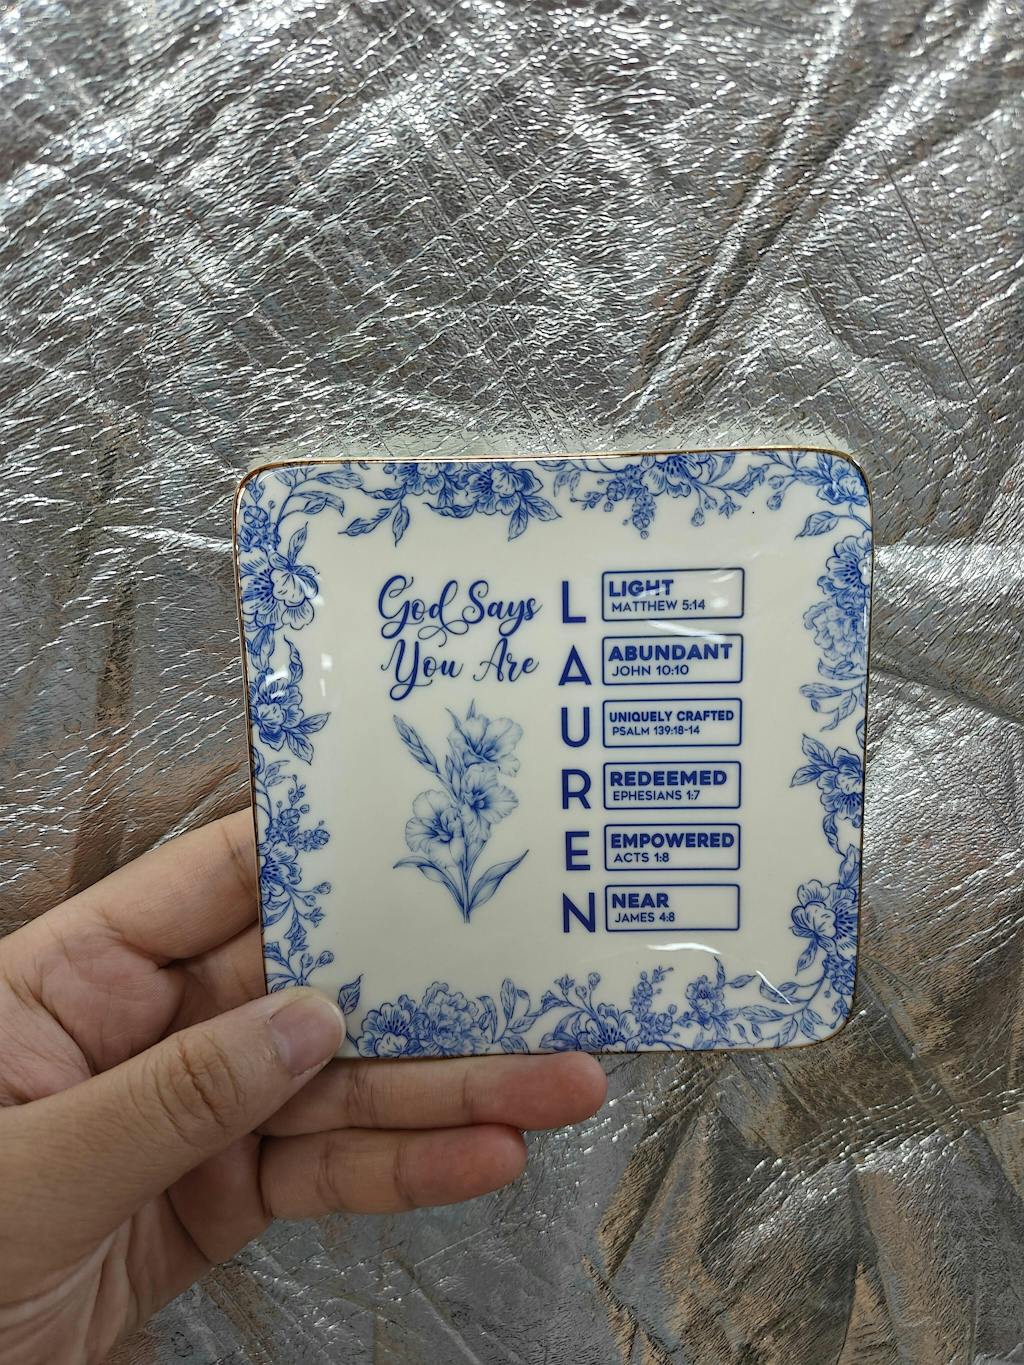 God Says
You Are
L
LIGHT
MATTHEW 5:14
A
ABUNDANT
JOHN 10:10
U
UNIQUELY CRAFTED
PSALM 139:18-14
R
REDEEMED
EPHESIANS 1:7
E
EMPOWERED
ACTS 1:8
N
NEAR
JAMES 4:8